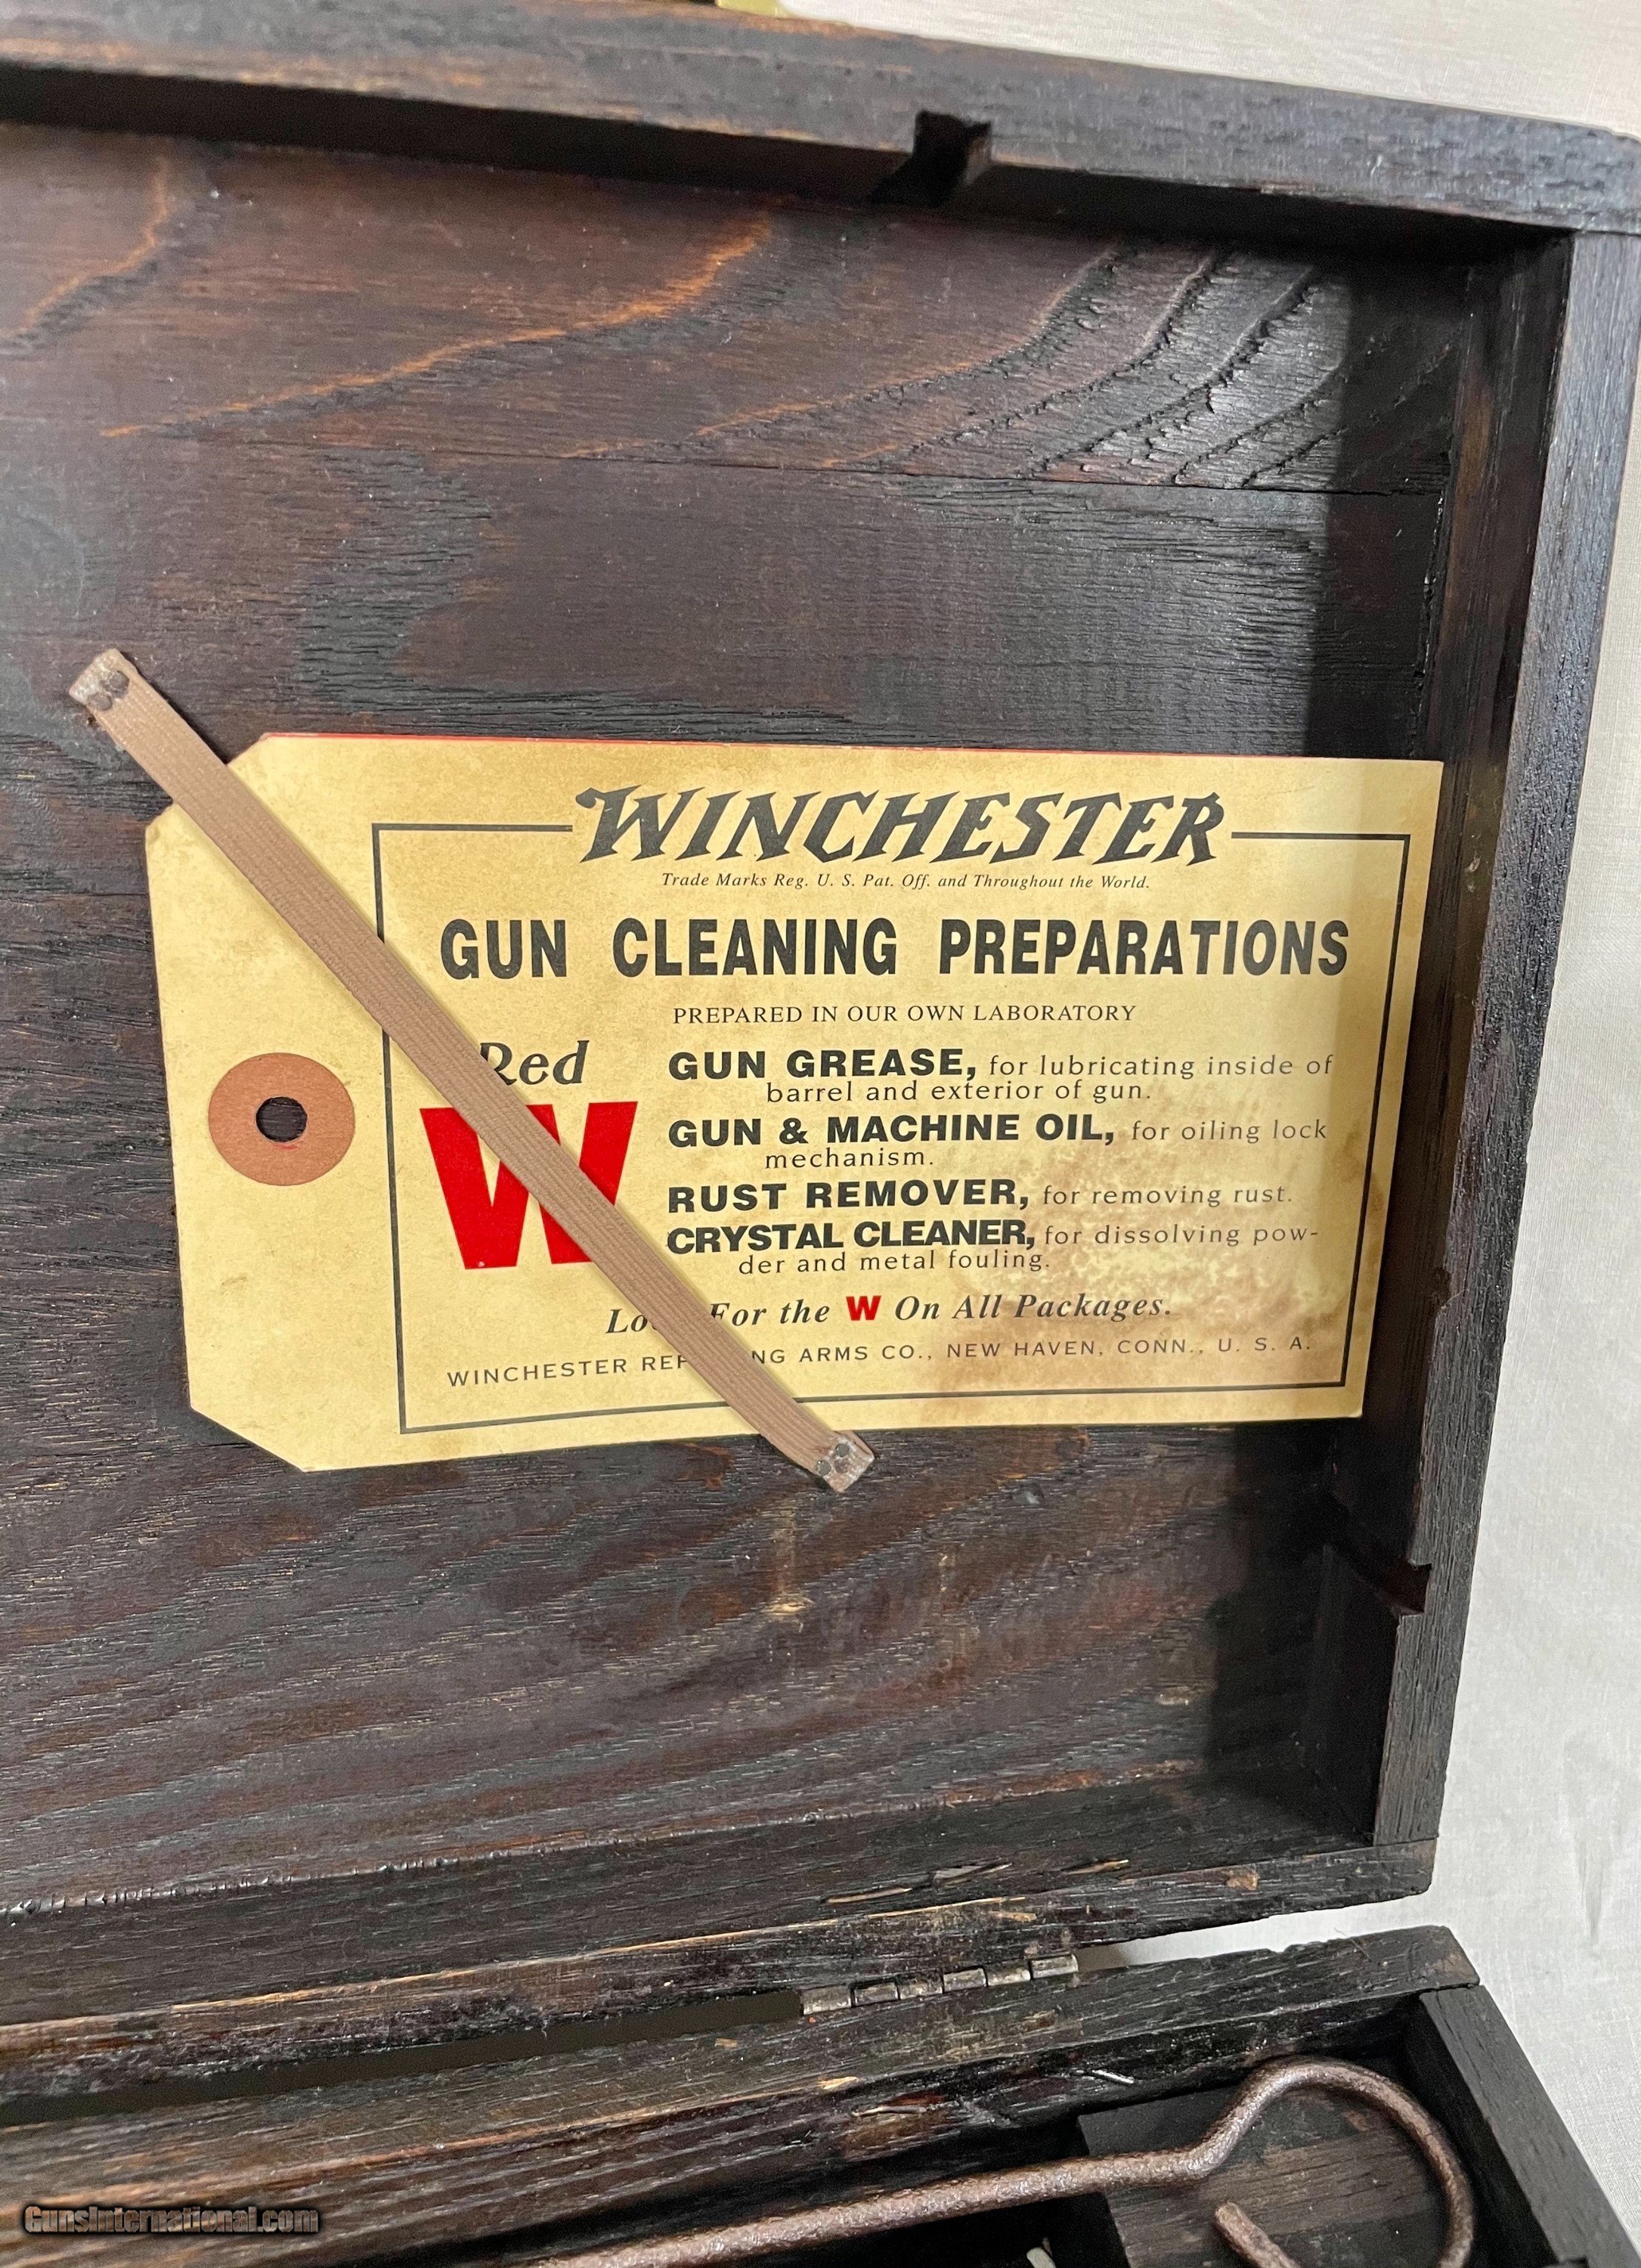 WINCHESTER
Trade Marks Reg. U. S. Pat. Off. and Throughout the World.
GUN CLEANING PREPARATIONS
PREPARED IN OUR OWN LABORATORY
Red
W
GUN GREASE, for lubricating inside of
barrel and exterior of gun.
GUN & MACHINE OIL, for oiling lock
mechanism.
RUST REMOVER, for removing rust.
CRYSTAL CLEANER, for dissolving pow-
der and metal fouling.
For the W On All Packages.
WINCHESTER ARMS CO., NEW HAVEN, CONN., U. S. A.
GunsInternational.com